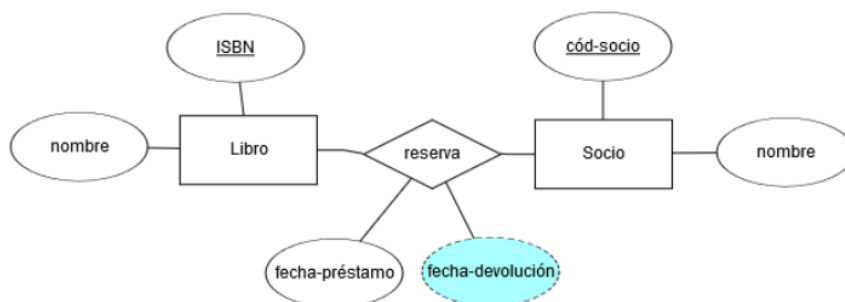 ISBN
cód-socio
nombre
Libro
reserva
Socio
nombre
fecha-préstamo
fecha-devolución